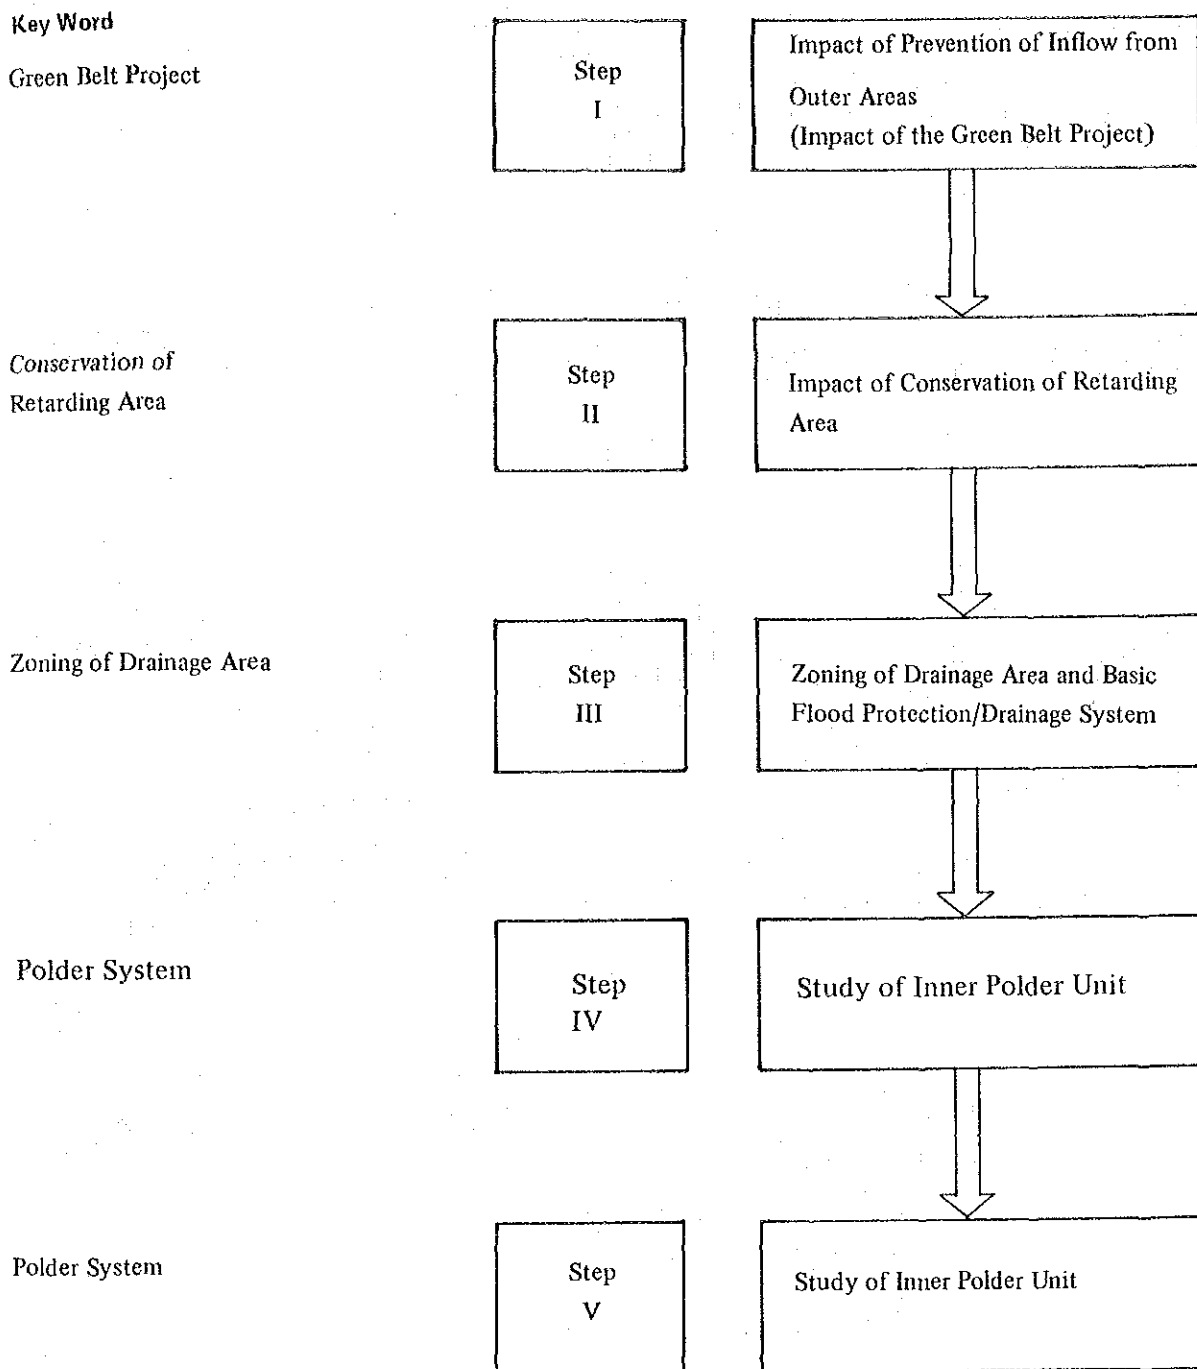 Key Word
Green Belt Project
Step
I
Impact of Prevention of Inflow from
Outer Areas
(Impact of the Green Belt Project)
Conservation of
Retarding Area
Step
II
Impact of Conservation of Retarding
Area
Zoning of Drainage Area
Step
III
Zoning of Drainage Area and Basic
Flood Protection/Drainage System
Polder System
Step
IV
Study of Inner Polder Unit
Polder System
Step
V
Study of Inner Polder Unit